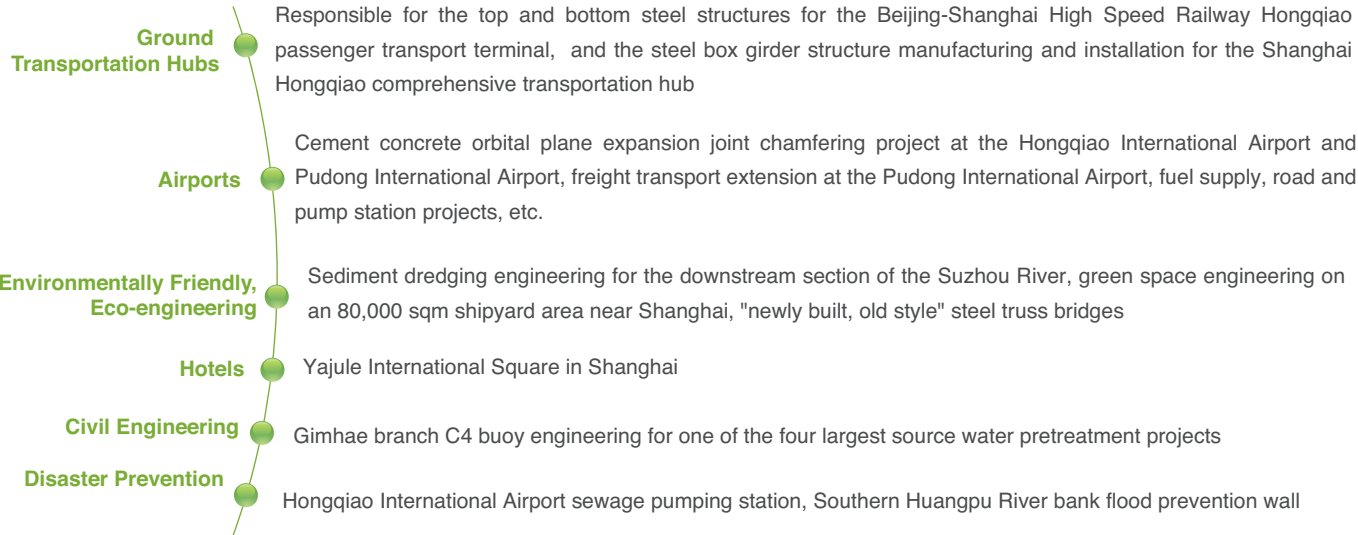 Ground
Transportation Hubs
Responsible for the top and bottom steel structures for the Beijing-Shanghai High Speed Railway Hongqiao
passenger transport terminal, and the steel box girder structure manufacturing and installation for the Shanghai
Hongqiao comprehensive transportation hub
Airports
Cement concrete orbital plane expansion joint chamfering project at the Hongqiao International Airport and
Pudong International Airport, freight transport extension at the Pudong International Airport, fuel supply, road and
pump station projects, etc.
Environmentally Friendly,
Eco-engineering
Sediment dredging engineering for the downstream section of the Suzhou River, green space engineering on
an 80,000 sqm shipyard area near Shanghai, "newly built, old style" steel truss bridges
Hotels
Yajule International Square in Shanghai
Civil Engineering
Gimhae branch C4 buoy engineering for one of the four largest source water pretreatment projects
Disaster Prevention
Hongqiao International Airport sewage pumping station, Southern Huangpu River bank flood prevention wall